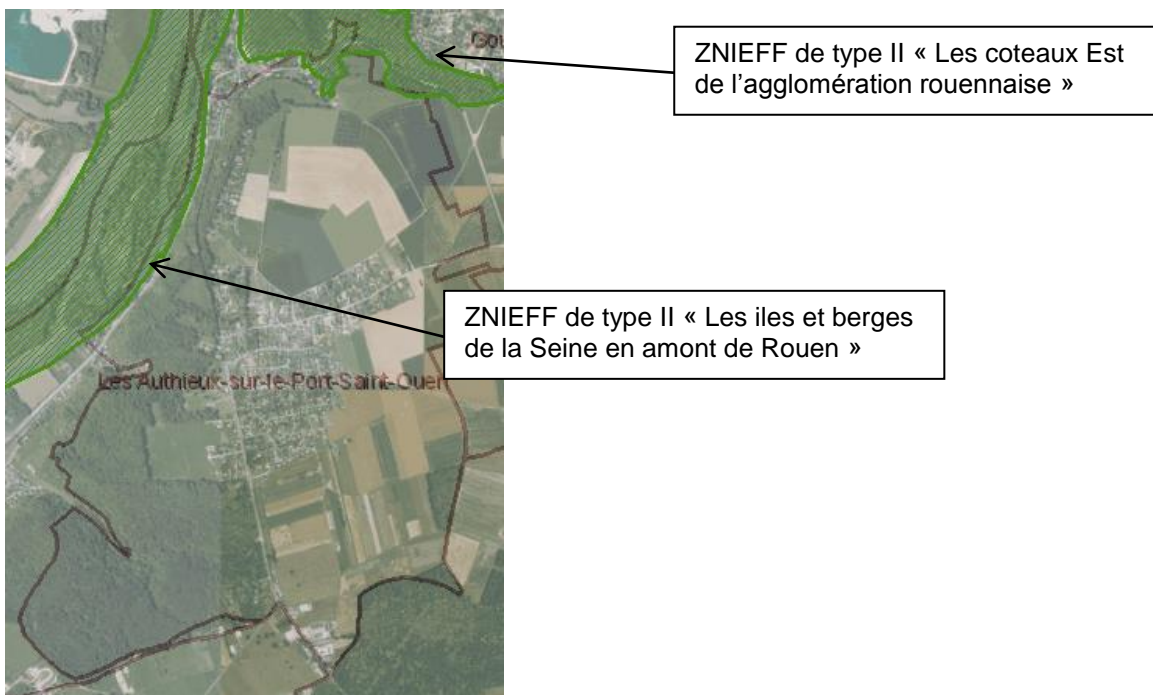 ZNIEFF de type II « Les coteaux Est
de l’agglomération rouennaise »
ZNIEFF de type II « Les iles et berges
de la Seine en amont de Rouen »
Les Authieux-sur-le-Port-Saint-Ouen